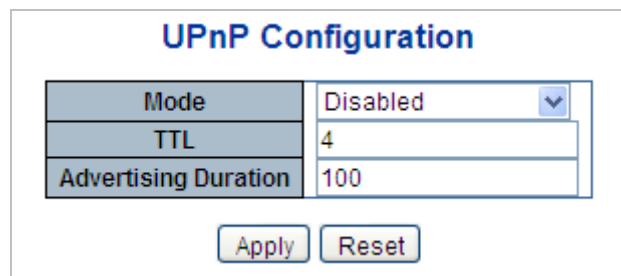 UPnP Configuration
Mode Disabled
TTL 4
Advertising Duration 100
Apply Reset